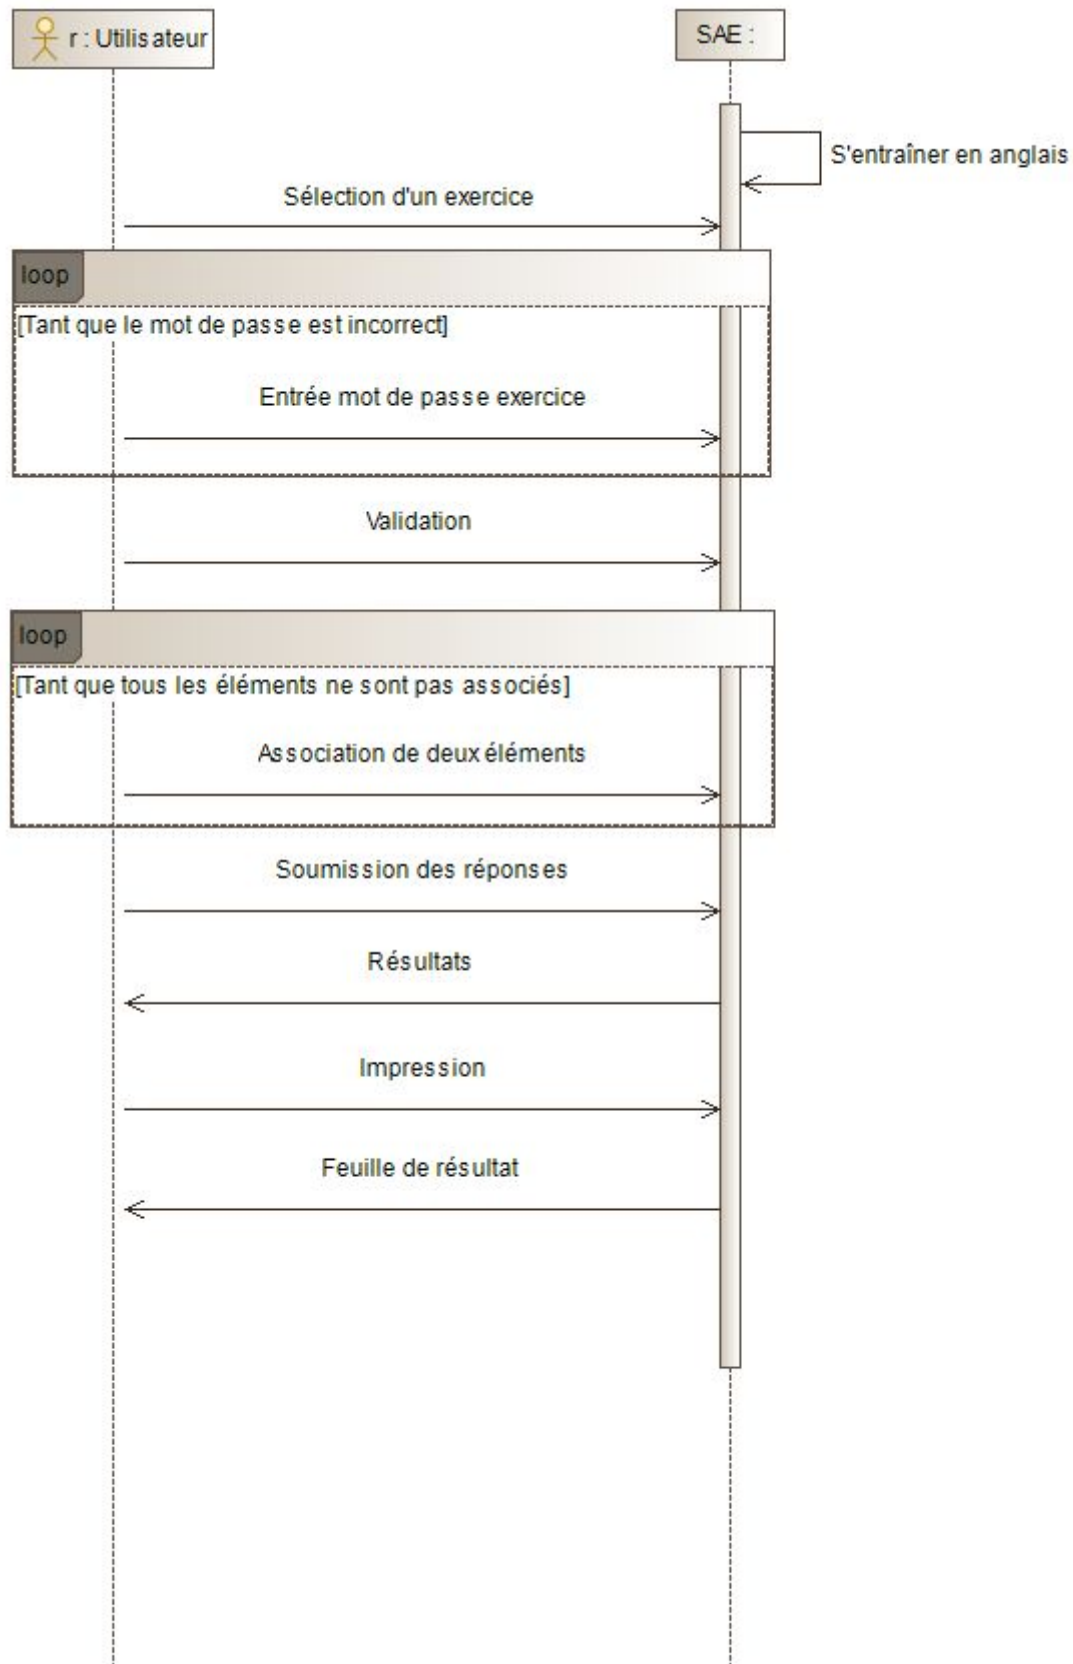 r : Utilisateur
SAE :
S'entraîner en anglais
Sélection d'un exercice
loop
[Tant que le mot de passe est incorrect]
Entrée mot de passe exercice
Validation
loop
[Tant que tous les éléments ne sont pas associés]
Association de deux éléments
Soumission des réponses
Résultats
Impression
Feuille de résultat